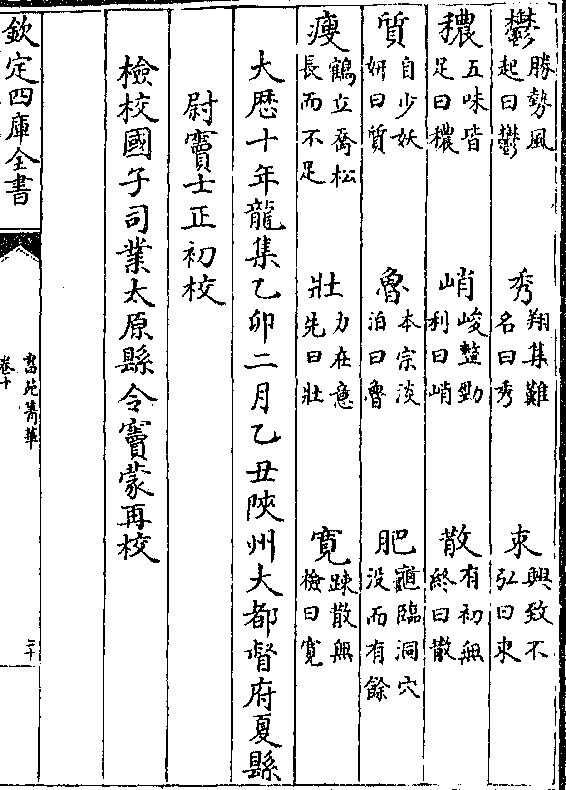 鬱勝勢風起曰鬱 秀翔集難名曰秀 束興致不弘曰束
穠五味皆足曰穠 峭峻整勁利曰峭 散有初無終曰散
質自少妖妍曰質 魯本宗淡泊曰魯 肥龜臨洞穴没而有餘
瘦鶴立喬松長而不足 壯力在意先曰壯 寛踈散無檢曰寛
大歴十年龍集乙卯二月乙丑陜州大都督府夏縣
尉竇士正初校
檢校國子司業太原縣令竇蒙再校
欽定四庫全書
書苑菁華
卷十
二十